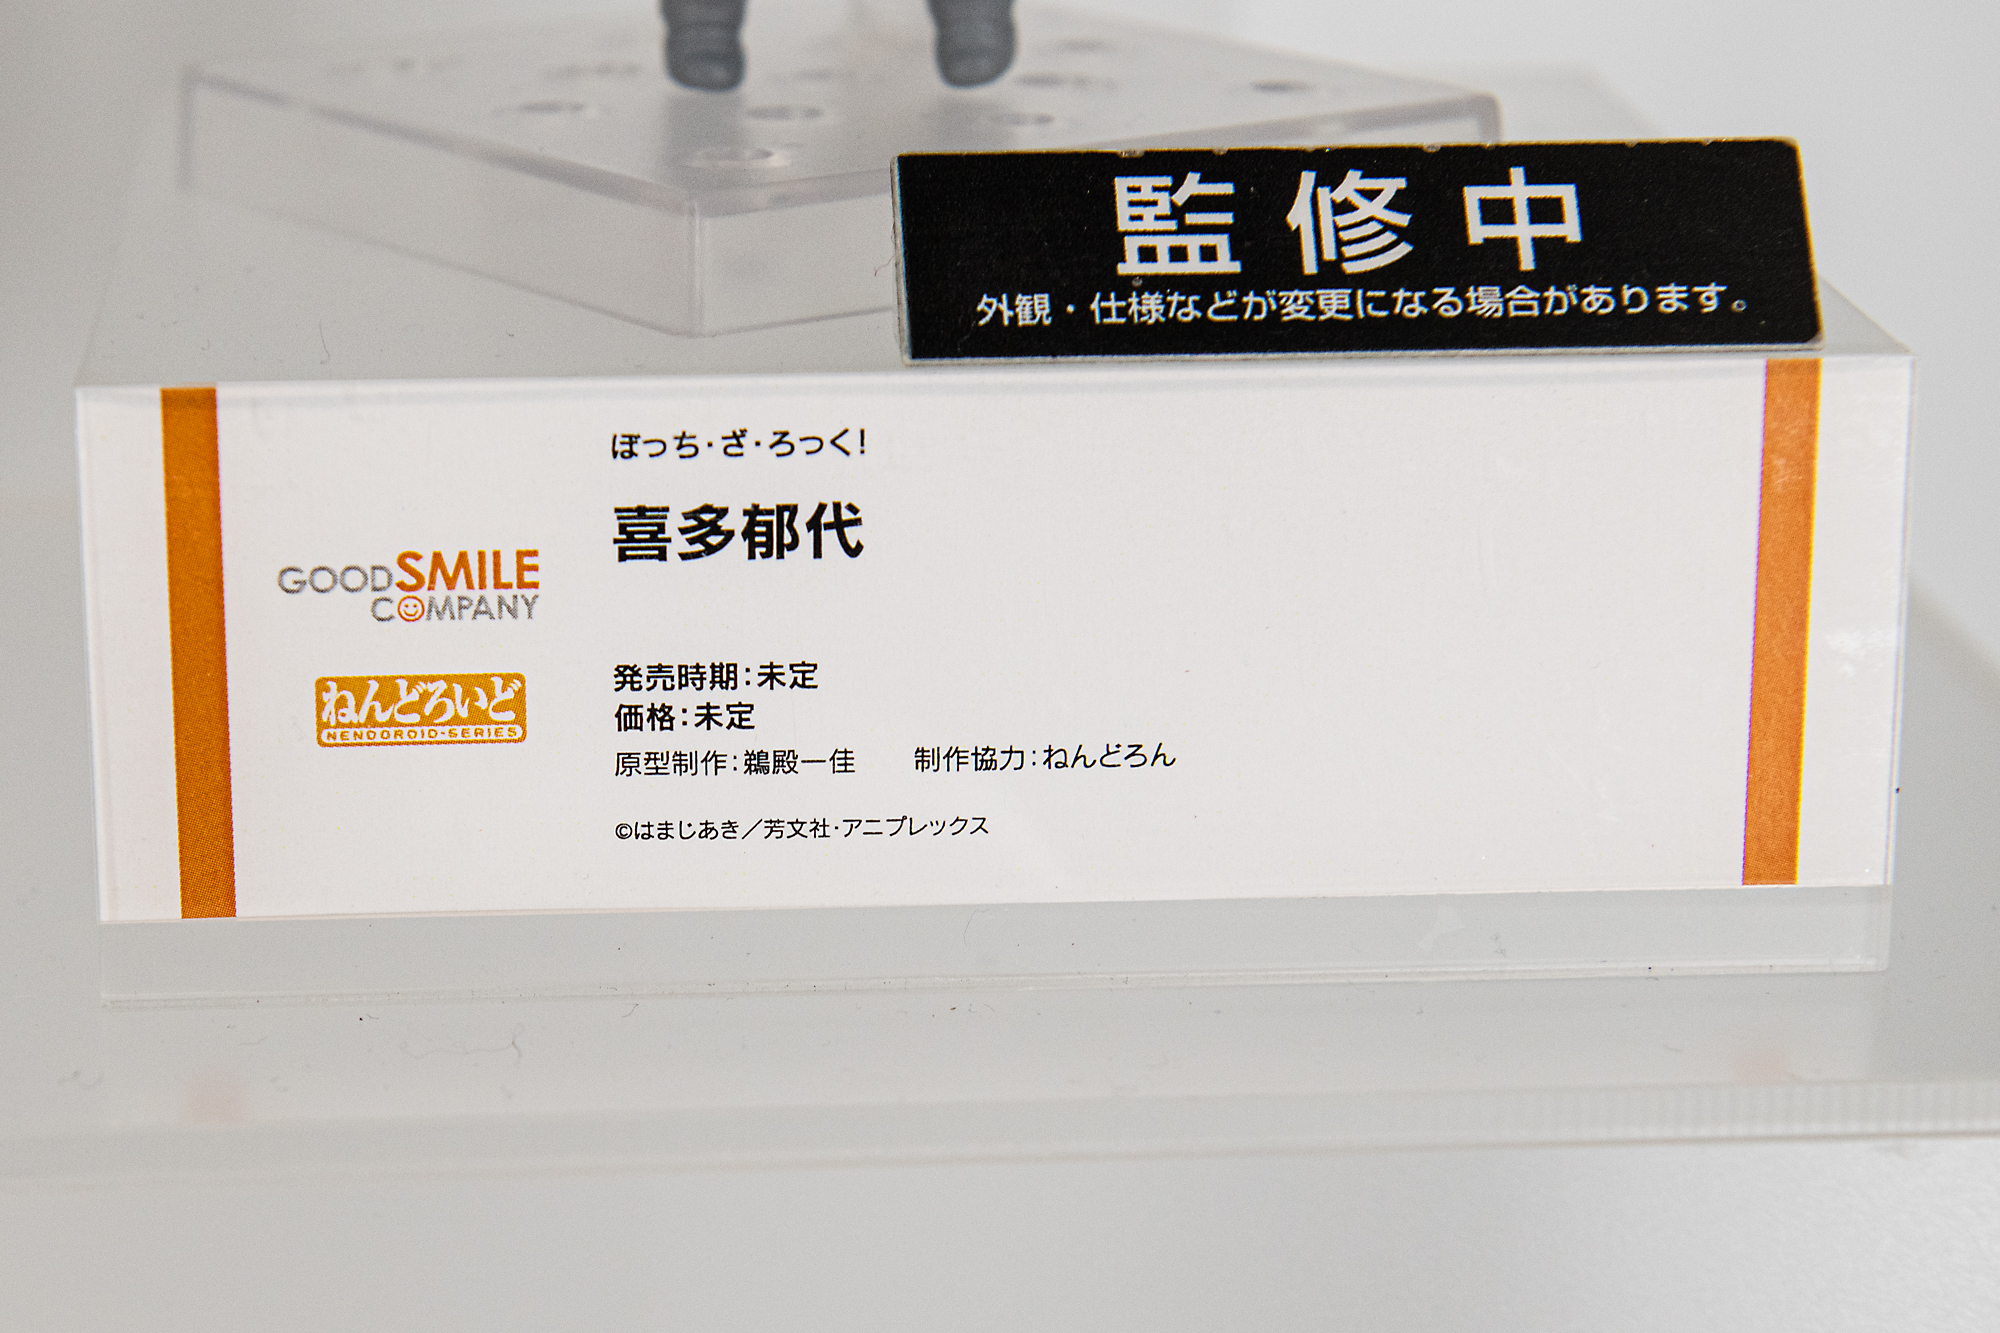 監修中
外観・仕様などが変更になる場合があります。
ぼっち・ざ・ろっく!
喜多郁代
GOODSMILE
COMPANY
ねんどろいど
NENDOROID-SERIES
発売時期:未定
価格:未定
原型制作:鵜殿一佳　制作協力:ねんどろん
©はまじあき/芳文社・アニプレックス